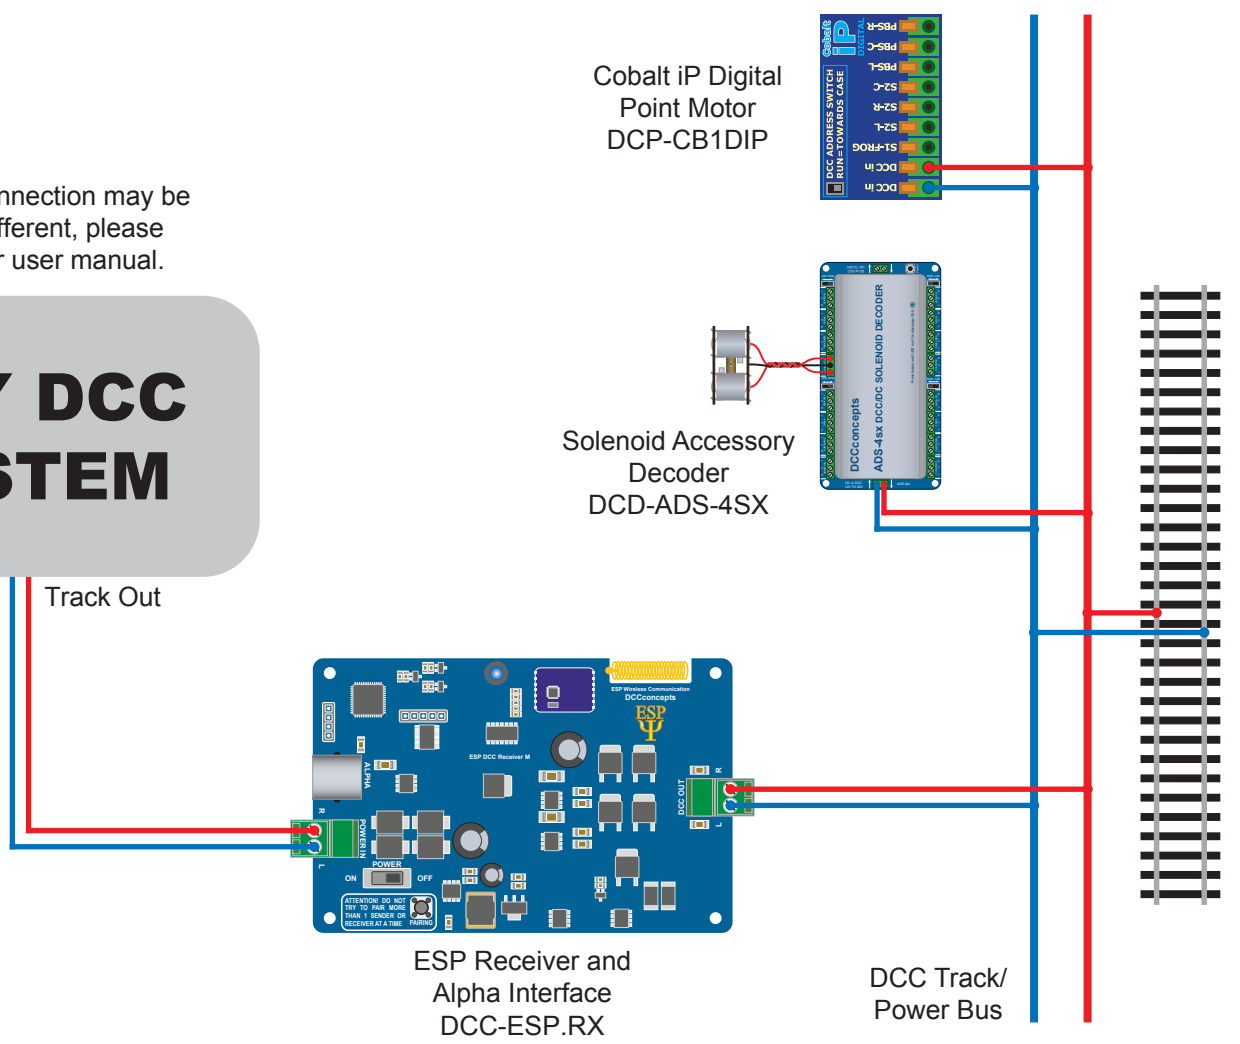 Cobalt iP Digital
Point Motor
DCP-CB1DIP
Cobalt
iP
DIGITAL
DCC ADDRESS SWITCH
RUN=TOWARDS CASE
PBS-R
PBS-C
PBS-L
S2-C
S2-R
S2-L
S1-FROG
DCC in
DCC in
nnection may be
fferent, please
r user manual.
Y DCC
STEM
Track Out
DCCconcepts
ADS-4sx DCC/DC SOLENOID DECODER
Solenoid Accessory
Decoder
DCD-ADS-4SX
ESP Wireless Communication
DCCconcepts
ESP
Ψ
ESP DCC Receiver M
ALPHA
R
POWER IN
L
POWER
ON
OFF
ATTENTION! DO NOT
TRY TO PAIR MORE
THAN 1 SENDER OR
RECEIVER AT A TIME
PAIRING
DCC OUT
R
L
ESP Receiver and
Alpha Interface
DCC-ESP.RX
DCC Track/
Power Bus